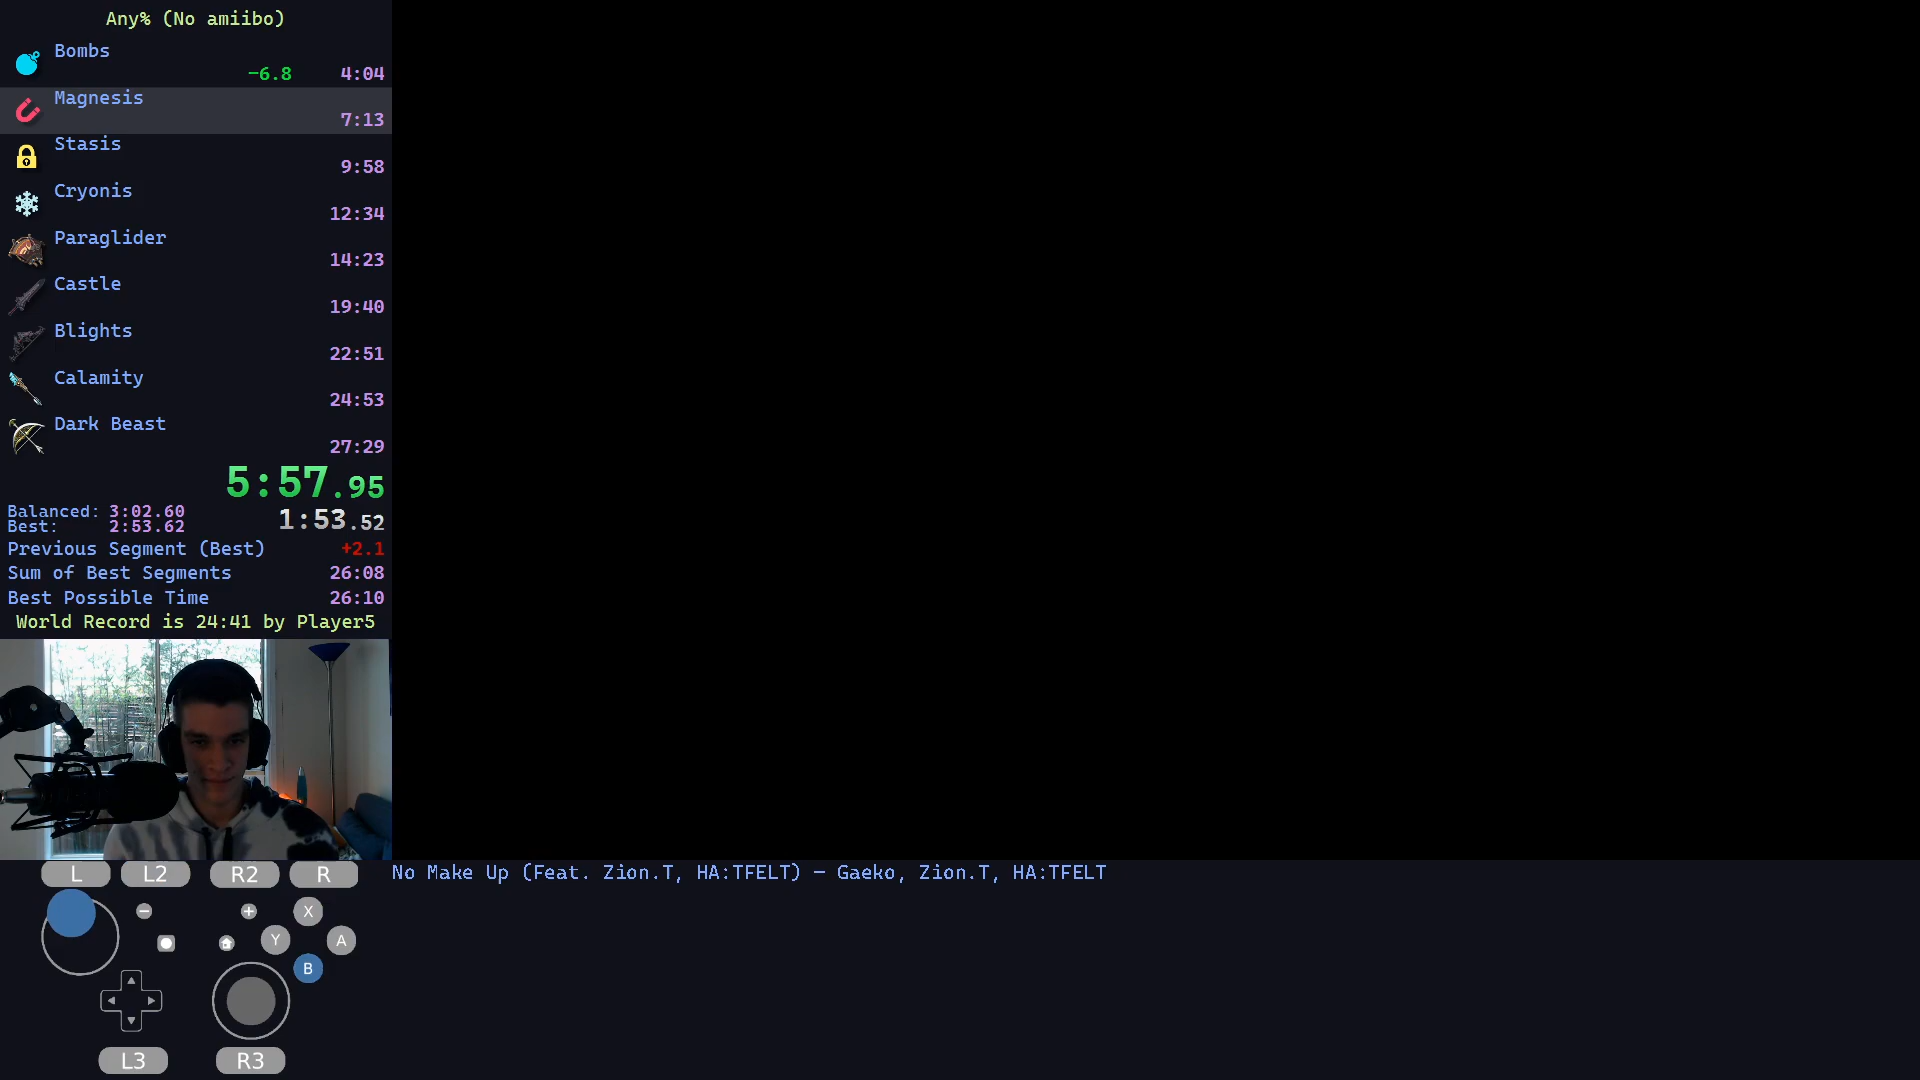 Any% (No amiibo)
Bombs
−6.8 4:04
Magnesis
7:13
Stasis
9:58
Cryonis
12:34
Paraglider
14:23
Castle
19:40
Blights
22:51
Calamity
24:53
Dark Beast
27:29
5:57.95
Balanced: 3:02.60
Best: 2:53.62
1:53.52
Previous Segment (Best) +2.1
Sum of Best Segments 26:08
Best Possible Time 26:10
World Record is 24:41 by Player5
No Make Up (Feat. Zion.T, HA:TFELT) – Gaeko, Zion.T, HA:TFELT
L L2 R2 R
X
Y A
B
L3 R3